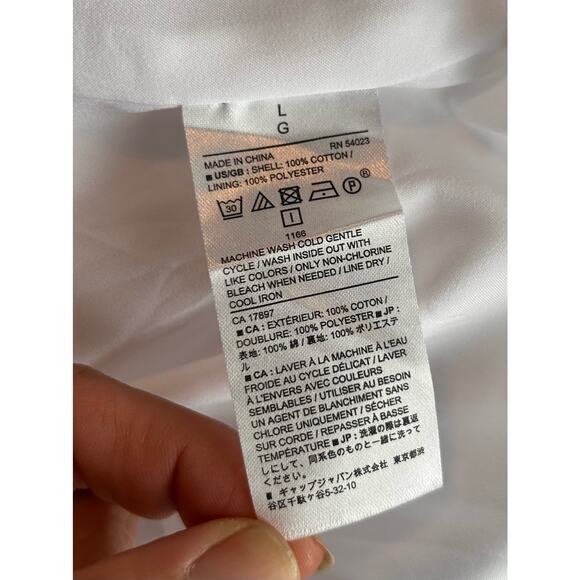 L
G
MADE IN CHINA RN 54023
■ US/GB : SHELL: 100% COTTON /
LINING: 100% POLYESTER
30 P ®
1166
MACHINE WASH COLD GENTLE
CYCLE / WASH INSIDE OUT WITH
LIKE COLORS / ONLY NON-CHLORINE
BLEACH WHEN NEEDED / LINE DRY /
COOL IRON
CA 17897
■ CA : EXTÉRIEUR: 100% COTON /
DOUBLURE: 100% POLYESTER ■ JP :
表地: 100% 綿 / 裏地: 100% ポリエステ
ル
■ CA : LAVER À LA MACHINE À L'EAU
FROIDE AU CYCLE DÉLICAT / LAVER
À L'ENVERS AVEC COULEURS
SEMBLABLES / UTILISER AU BESOIN
UN AGENT DE BLANCHIMENT SANS
CHLORE UNIQUEMENT / SÉCHER
SUR CORDE / REPASSER À BASSE
TEMPÉRATURE ■ JP : 洗濯の際は裏返
しにして、同系色のものと一緒に洗って
ください。
■ ギャップジャパン株式会社 東京都渋
谷区千駄ヶ谷5-32-10